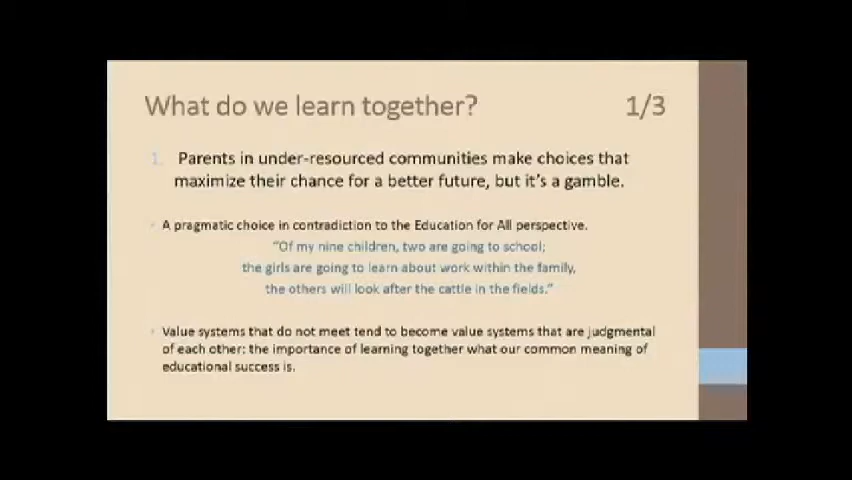 What do we learn together? 1/3
1. Parents in under-resourced communities make choices that
maximize their chance for a better future, but it's a gamble.
• A pragmatic choice in contradiction to the Education for All perspective.
"Of my nine children, two are going to school;
the girls are going to learn about work within the family,
the others will look after the cattle in the fields."
• Value systems that do not meet tend to become value systems that are judgmental
of each other: the importance of learning together what our common meaning of
educational success is.